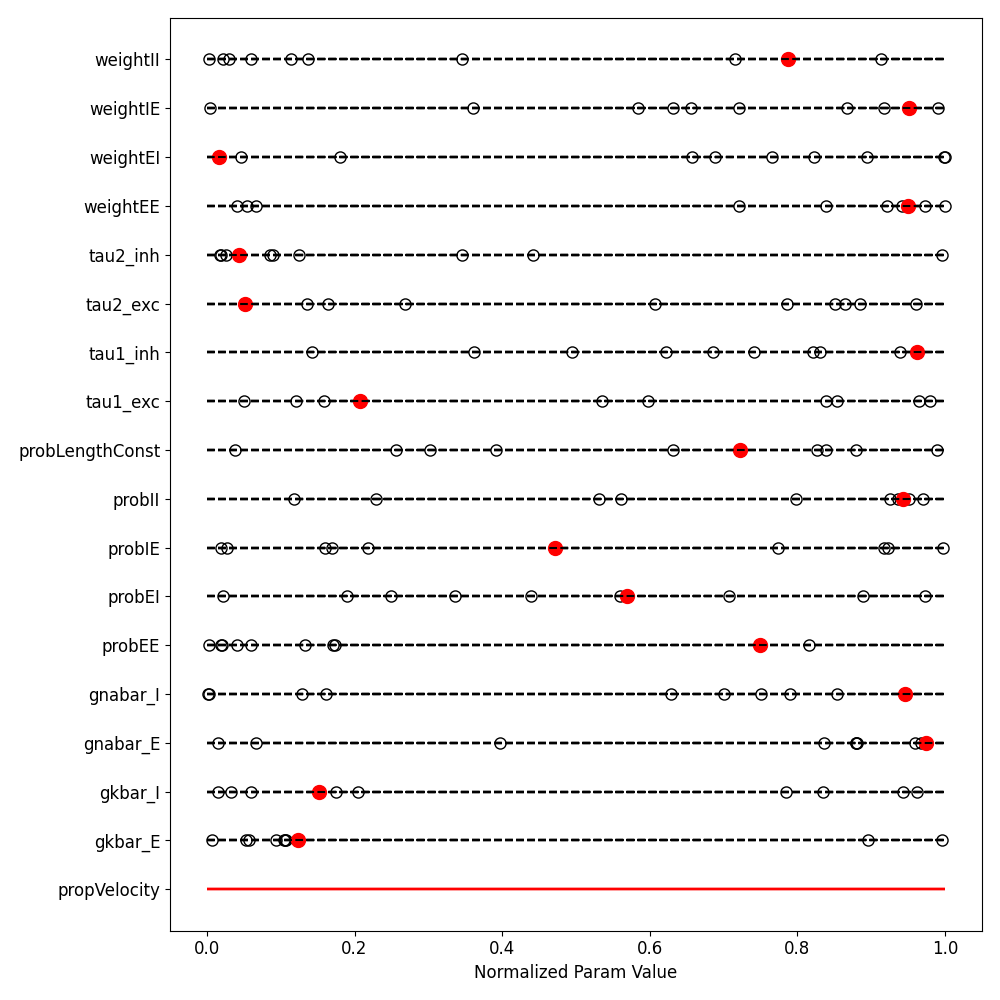 weightII
weightIE
weightEI
weightEE
tau2_inh
tau2_exc
tau1_inh
tau1_exc
probLengthConst
probII
probIE
probEI
probEE
gnabar_I
gnabar_E
gkbar_I
gkbar_E
propVelocity
0.0 0.2 0.4 0.6 0.8 1.0
Normalized Param Value